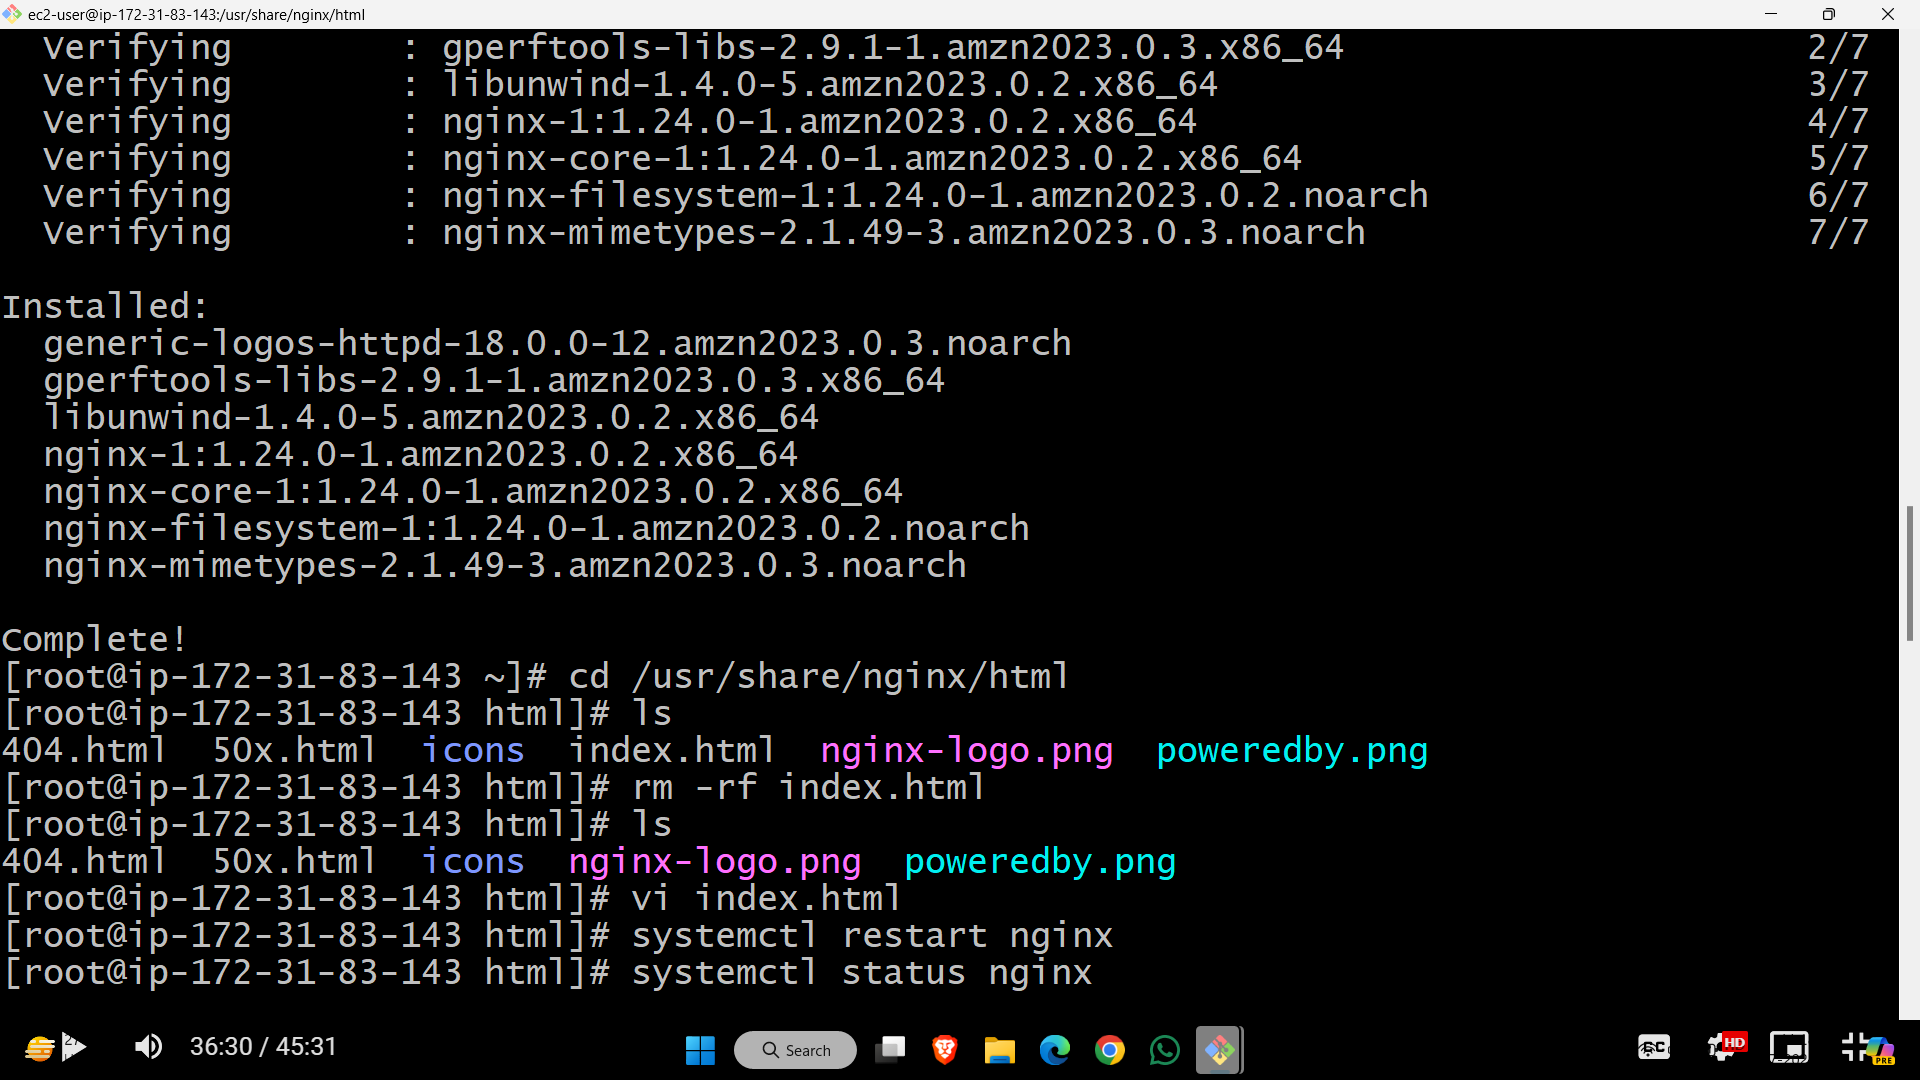 ec2-user@ip-172-31-83-143:/usr/share/nginx/html
Verifying : gperftools-libs-2.9.1-1.amzn2023.0.3.x86_64 2/7
Verifying : libunwind-1.4.0-5.amzn2023.0.2.x86_64 3/7
Verifying : nginx-1:1.24.0-1.amzn2023.0.2.x86_64 4/7
Verifying : nginx-core-1:1.24.0-1.amzn2023.0.2.x86_64 5/7
Verifying : nginx-filesystem-1:1.24.0-1.amzn2023.0.2.noarch 6/7
Verifying : nginx-mimetypes-2.1.49-3.amzn2023.0.3.noarch 7/7
Installed:
generic-logos-httpd-18.0.0-12.amzn2023.0.3.noarch
gperftools-libs-2.9.1-1.amzn2023.0.3.x86_64
libunwind-1.4.0-5.amzn2023.0.2.x86_64
nginx-1:1.24.0-1.amzn2023.0.2.x86_64
nginx-core-1:1.24.0-1.amzn2023.0.2.x86_64
nginx-filesystem-1:1.24.0-1.amzn2023.0.2.noarch
nginx-mimetypes-2.1.49-3.amzn2023.0.3.noarch
Complete!
[root@ip-172-31-83-143 ~]# cd /usr/share/nginx/html
[root@ip-172-31-83-143 html]# ls
404.html 50x.html icons index.html nginx-logo.png poweredby.png
[root@ip-172-31-83-143 html]# rm -rf index.html
[root@ip-172-31-83-143 html]# ls
404.html 50x.html icons nginx-logo.png poweredby.png
[root@ip-172-31-83-143 html]# vi index.html
[root@ip-172-31-83-143 html]# systemctl restart nginx
[root@ip-172-31-83-143 html]# systemctl status nginx
36:30 / 45:31 Search HD PRE